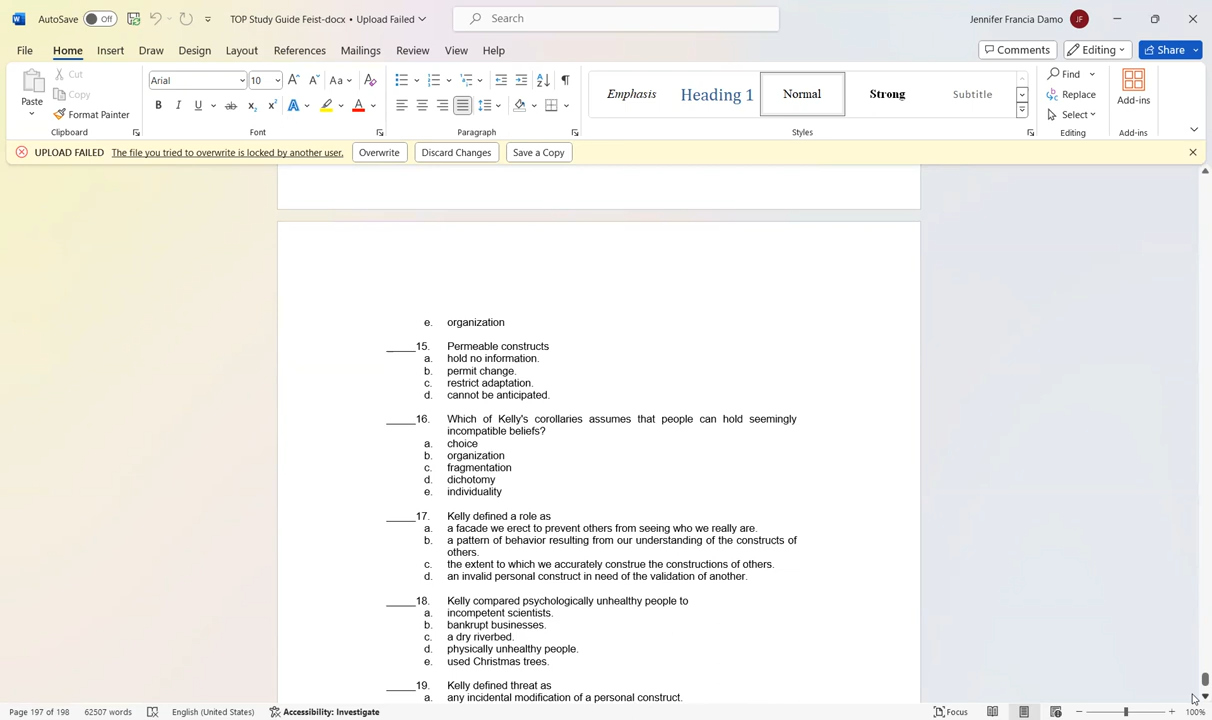 AutoSave Off TOP Study Guide Feist-docx • Upload Failed Search Jennifer Francia Damo JF
File Home Insert Draw Design Layout References Mailings Review View Help Comments Editing Share
Paste Cut Copy Format Painter Clipboard
Arial 10 Font
Paragraph
Emphasis Heading 1 Normal Strong Subtitle Styles
Find Replace Select Editing
Add-ins Add-ins
UPLOAD FAILED The file you tried to overwrite is locked by another user. Overwrite Discard Changes Save a Copy
e. organization
_____15. Permeable constructs
a. hold no information.
b. permit change.
c. restrict adaptation.
d. cannot be anticipated.
_____16. Which of Kelly's corollaries assumes that people can hold seemingly
incompatible beliefs?
a. choice
b. organization
c. fragmentation
d. dichotomy
e. individuality
_____17. Kelly defined a role as
a. a facade we erect to prevent others from seeing who we really are.
b. a pattern of behavior resulting from our understanding of the constructs of
others.
c. the extent to which we accurately construe the constructions of others.
d. an invalid personal construct in need of the validation of another.
_____18. Kelly compared psychologically unhealthy people to
a. incompetent scientists.
b. bankrupt businesses.
c. a dry riverbed.
d. physically unhealthy people.
e. used Christmas trees.
_____19. Kelly defined threat as
a. any incidental modification of a personal construct.
Page 197 of 198 62507 words English (United States) Accessibility: Investigate Focus 100%